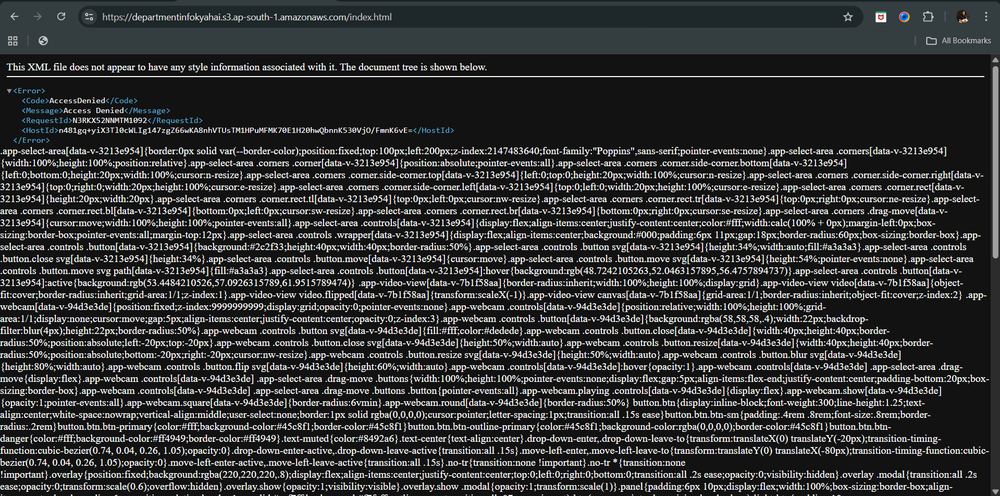 https://departmentinfokyahai.s3.ap-south-1.amazonaws.com/index.html
All Bookmarks
This XML file does not appear to have any style information associated with it. The document tree is shown below.
▼<Error>
<Code>AccessDenied</Code>
<Message>Access Denied</Message>
<RequestId>N3RKX52NNMTM1092</RequestId>
<HostId>n481gq+yiX3Tl0cWLIg147zgZ66wKA8nhVTUsTM1HPuMFMK70E1H20hwQbnnK530VjO/FmnK6vE=</HostId>
</Error>
.app-select-area[data-v-3213e954]{border:0px solid var(--border-color);position:fixed;top:100px;left:200px;z-index:2147483640;font-family:"Poppins",sans-serif;pointer-events:none}.app-select-area .corners[data-v-3213e954]
{width:100%;height:100%;position:relative}.app-select-area .corners .corner[data-v-3213e954]{position:absolute;pointer-events:all}.app-select-area .corners .corner.side-corner.bottom[data-v-3213e954]
{left:0;bottom:0;height:20px;width:100%;cursor:n-resize}.app-select-area .corners .corner.side-corner.top[data-v-3213e954]{left:0;top:0;height:20px;width:100%;cursor:n-resize}.app-select-area .corners .corner.side-corner.right[data-v-
3213e954]{top:0;right:0;width:20px;height:100%;cursor:e-resize}.app-select-area .corners .corner.side-corner.left[data-v-3213e954]{top:0;left:0;width:20px;height:100%;cursor:e-resize}.app-select-area .corners .corner.rect[data-v-
3213e954]{height:20px;width:20px}.app-select-area .corners .corner.rect.tl[data-v-3213e954]{top:0px;left:0px;cursor:nw-resize}.app-select-area .corners .corner.rect.tr[data-v-3213e954]{top:0px;right:0px;cursor:ne-resize}.app-select-
area .corners .corner.rect.bl[data-v-3213e954]{bottom:0px;left:0px;cursor:sw-resize}.app-select-area .corners .corner.rect.br[data-v-3213e954]{bottom:0px;right:0px;cursor:se-resize}.app-select-area .corners .drag-move[data-v-
3213e954]{cursor:move;width:100%;height:100%;pointer-events:all}.app-select-area .controls[data-v-3213e954]{display:flex;align-items:center;justify-content:center;color:#fff;width:calc(100% + 0px);margin-left:0px;box-
sizing:border-box;pointer-events:all;margin-top:12px}.app-select-area .controls .wrapper[data-v-3213e954]{display:flex;align-items:center;background:#000;padding:6px 11px;gap:18px;border-radius:60px;box-sizing:border-box}.app-
select-area .controls .button[data-v-3213e954]{background:#2c2f33;height:40px;width:40px;border-radius:50%}.app-select-area .controls .button svg[data-v-3213e954]{height:34%;width:auto;fill:#a3a3a3}.app-select-area .controls
.button.close svg[data-v-3213e954]{height:34%}.app-select-area .controls .button.move[data-v-3213e954]{cursor:move}.app-select-area .controls .button.move svg[data-v-3213e954]{height:54%;pointer-events:none}.app-select-area
.controls .button.move svg path[data-v-3213e954]{fill:#a3a3a3}.app-select-area .controls .button[data-v-3213e954]:hover{background:rgb(48.7242105263,52.0463157895,56.4757894737)}.app-select-area .controls .button[data-v-
3213e954]:active{background:rgb(53.4484210526,57.0926315789,61.9515789474)} .app-video-view[data-v-7b1f58aa]{border-radius:inherit;width:100%;height:100%;display:grid}.app-video-view video[data-v-7b1f58aa]{object-
fit:cover;border-radius:inherit;grid-area:1/1;z-index:1}.app-video-view video.flipped[data-v-7b1f58aa]{transform:scaleX(-1)}.app-video-view canvas[data-v-7b1f58aa]{grid-area:1/1;border-radius:inherit;object-fit:cover;z-index:2} .app-
webcam[data-v-94d3e3de]{position:fixed;z-index:9999999999;display:grid;opacity:0;pointer-events:none}.app-webcam .controls[data-v-94d3e3de]{position:relative;width:100%;height:100%;grid-
area:1/1;display:none;cursor:move;gap:5px;align-items:center;justify-content:center;opacity:0;z-index:3}.app-webcam .controls .button[data-v-94d3e3de]{background:rgba(58,58,58,.4);width:22px;backdrop-
filter:blur(4px);height:22px;border-radius:50%}.app-webcam .controls .button svg[data-v-94d3e3de]{fill:#fff;color:#dedede}.app-webcam .controls .button.close[data-v-94d3e3de]{width:40px;height:40px;border-
radius:50%;position:absolute;left:-20px;top:-20px}.app-webcam .controls .button.close svg[data-v-94d3e3de]{height:50%;width:auto}.app-webcam .controls .button.resize[data-v-94d3e3de]{width:40px;height:40px;border-
radius:50%;position:absolute;bottom:-20px;right:-20px;cursor:nw-resize}.app-webcam .controls .button.resize svg[data-v-94d3e3de]{height:50%;width:auto}.app-webcam .controls .button.blur svg[data-v-94d3e3de]
{height:80%;width:auto}.app-webcam .controls .button.flip svg[data-v-94d3e3de]{height:60%;width:auto}.app-webcam .controls[data-v-94d3e3de]:hover{opacity:1}.app-webcam .controls[data-v-94d3e3de] .app-select-area .drag-
move{display:flex}.app-webcam .controls[data-v-94d3e3de] .app-select-area .drag-move .buttons{width:100%;height:100%;pointer-events:none;display:flex;gap:5px;align-items:flex-end;justify-content:center;padding-bottom:20px;box-
sizing:border-box}.app-webcam .controls[data-v-94d3e3de] .app-select-area .drag-move .buttons .button{pointer-events:all}.app-webcam.playing .controls[data-v-94d3e3de]{display:flex}.app-webcam.show[data-v-94d3e3de]
{opacity:1;pointer-events:all}.app-webcam.square[data-v-94d3e3de]{border-radius:6vmin}.app-webcam.round[data-v-94d3e3de]{border-radius:50%} button.btn{display:inline-block;font-weight:300;line-height:1.25;text-
align:center;white-space:nowrap;vertical-align:middle;user-select:none;border:1px solid rgba(0,0,0,0);cursor:pointer;letter-spacing:1px;transition:all .15s ease}button.btn.btn-sm{padding:.4rem .8rem;font-size:.8rem;border-
radius:.2rem}button.btn.btn-primary{color:#fff;background-color:#45c8f1;border-color:#45c8f1}button.btn.btn-outline-primary{color:#45c8f1;background-color:rgba(0,0,0,0);border-color:#45c8f1}button.btn.btn-
danger{color:#fff;background-color:#ff4949;border-color:#ff4949}.text-muted{color:#8492a6}.text-center{text-align:center}.drop-down-enter,.drop-down-leave-to{transform:translateX(0) translateY(-20px);transition-timing-
function:cubic-bezier(0.74, 0.04, 0.26, 1.05);opacity:0}.drop-down-enter-active,.drop-down-leave-active{transition:all .15s}.move-left-enter,.move-left-leave-to{transform:translateY(0) translateX(-80px);transition-timing-function:cubic-
bezier(0.74, 0.04, 0.26, 1.05);opacity:0}.move-left-enter-active,.move-left-leave-active{transition:all .15s}.no-tr{transition:none !important}.no-tr *{transition:none
!important}.overlay{position:fixed;background:rgba(220,220,220,.8);display:flex;align-items:center;justify-content:center;top:0;left:0;right:0;bottom:0;transition:all .2s ease;opacity:0;visibility:hidden}.overlay .modal{transition:all .2s
ease;opacity:0;transform:scale(0.6);overflow:hidden}.overlay.show{opacity:1;visibility:visible}.overlay.show .modal{opacity:1;transform:scale(1)}.panel{padding:6px 10px;display:flex;width:100%;box-sizing:border-box;align-